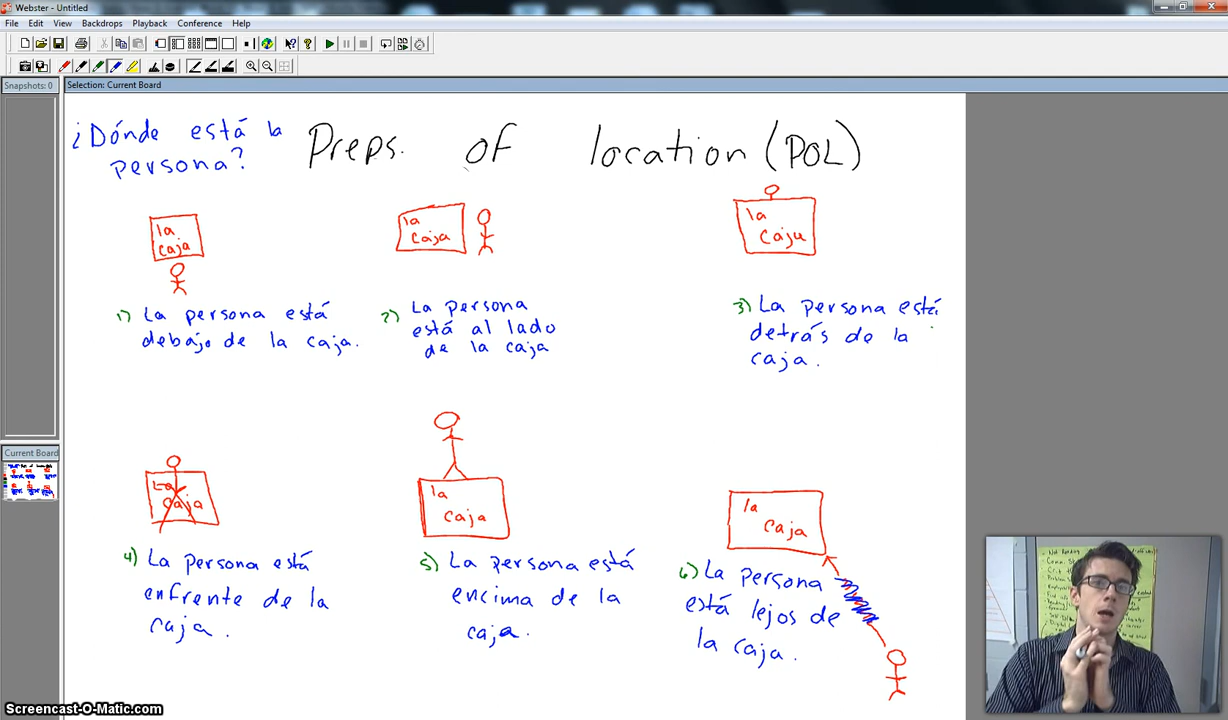 Webster - Untitled
File Edit View Backdrops Playback Conference Help
Snapshots: 0
Selection: Current Board
¿Dónde está la
persona?
Preps. of location (POL)
la
caja
la
caja
la
caja
1) La persona está
debajo de la caja.
2) La persona
está al lado
de la caja
3) La persona está
detrás de la
caja.
Current Board
La
caja
la
caja
la
caja
4) La persona está
enfrente de la
caja.
5) La persona está
encima de la
caja.
6) La persona
está lejos de
la caja.
Screencast-O-Matic.com